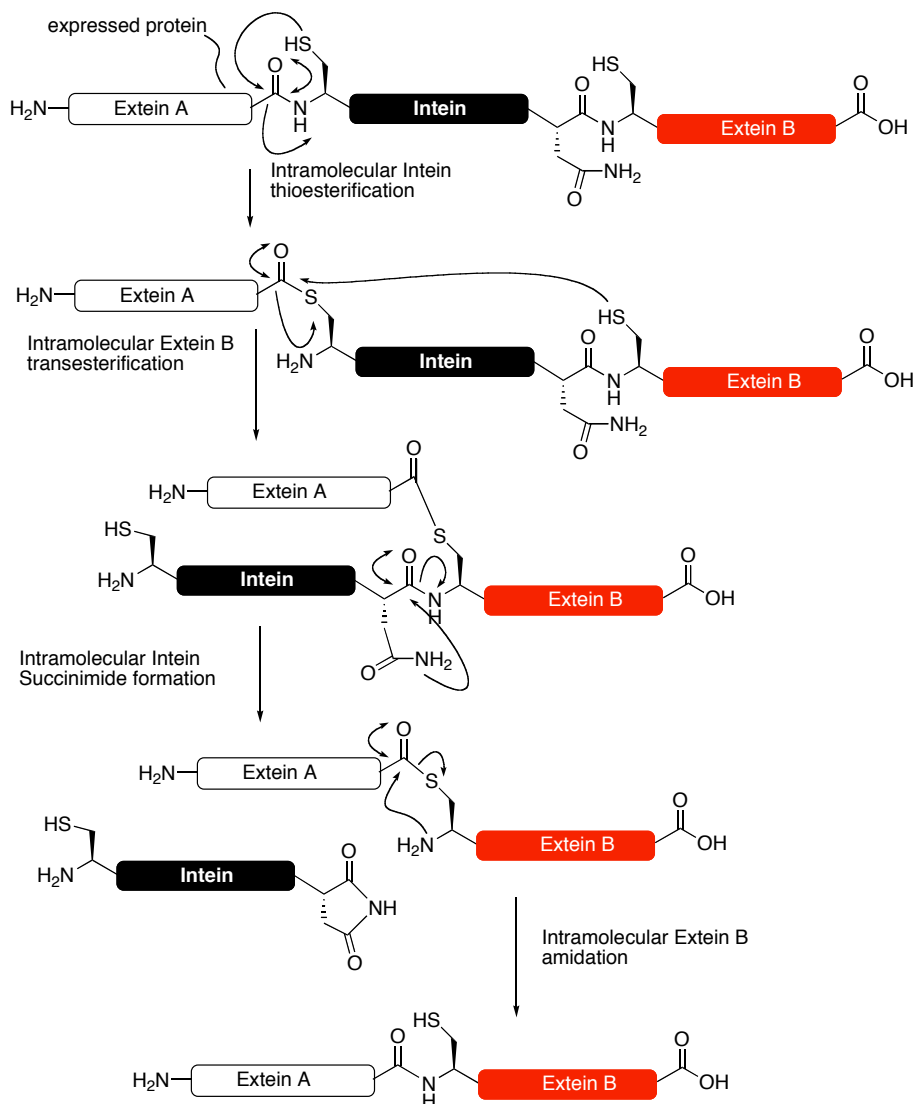 expressed protein
HS
O
HS
O
O
H₂N
Extein A
N
H
Intein
N
H
Extein B
OH
O
NH₂
Intramolecular Intein
thioesterification
O
H₂N
Extein A
S
HS
O
O
Intramolecular Extein B
transesterification
H₂N
Intein
N
H
Extein B
OH
O
NH₂
O
H₂N
Extein A
HS
S
O
O
H₂N
Intein
N
H
Extein B
OH
O
NH₂
Intramolecular Intein
Succinimide formation
O
H₂N
Extein A
S
O
HS
H₂N
Extein B
OH
O
H₂N
Intein
NH
O
Intramolecular Extein B
amidation
HS
O
O
H₂N
Extein A
N
H
Extein B
OH